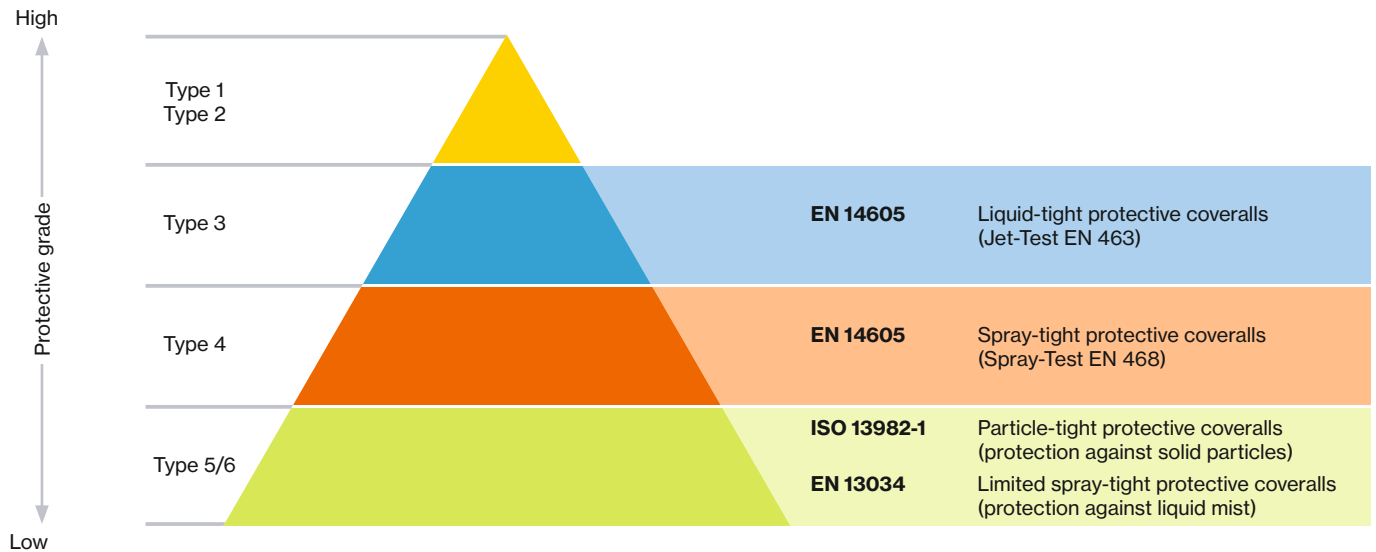 High
Protective grade
Low
Type 1
Type 2
Type 3
EN 14605
Liquid-tight protective coveralls
(Jet-Test EN 463)
Type 4
EN 14605
Spray-tight protective coveralls
(Spray-Test EN 468)
Type 5/6
ISO 13982-1
Particle-tight protective coveralls
(protection against solid particles)
EN 13034
Limited spray-tight protective coveralls
(protection against liquid mist)